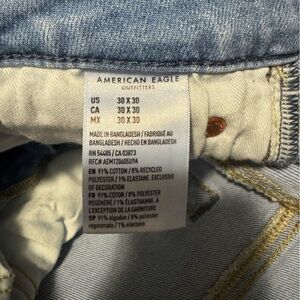 AMERICAN EAGLE
OUTFITTERS
US 30 X 30
CA 30 X 30
MX 30 X 30
MADE IN BANGLADESH / FABRIQUÉ AU
BANGLADESH / HECHO EN BANGLADESH
RN 54485 / CA 03873
RFC# AEM120605U9A
EN 91% COTTON / 8% RECYCLED
POLYESTER / 1% ELASTANE. EXCLUSIVE
OF DECORATION
FR 91% COTON / 8% POLYESTER
RÉGÉNÉRÉ / 1% ÉLASTHANNE. À
L'EXCEPTION DE LA GARNITURE
SP 91% algodón / 8% poliéster
regenerado / 1% elastano